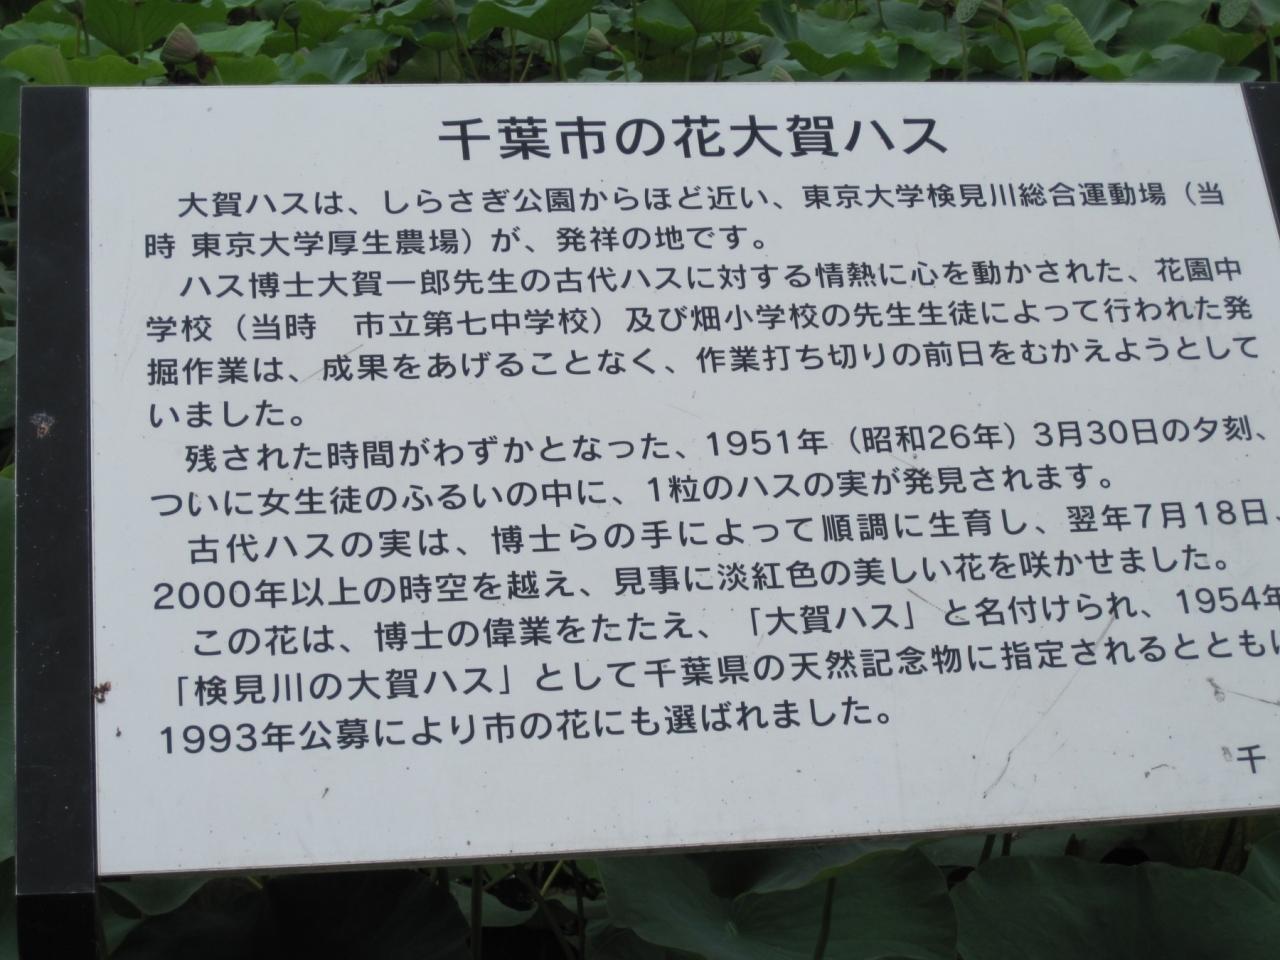 千葉市の花大賀ハス
大賀ハスは、しらさぎ公園からほど近い、東京大学検見川総合運動場（当
時 東京大学厚生農場）が、発祥の地です。
ハス博士大賀一郎先生の古代ハスに対する情熱に心を動かされた、花園中
学校（当時　市立第七中学校）及び畑小学校の先生生徒によって行われた発
掘作業は、成果をあげることなく、作業打ち切りの前日をむかえようとして
いました。
残された時間がわずかとなった、1951年（昭和26年）3月30日の夕刻、
ついに女生徒のふるいの中に、1粒のハスの実が発見されます。
古代ハスの実は、博士らの手によって順調に生育し、翌年7月18日、
2000年以上の時空を越え、見事に淡紅色の美しい花を咲かせました。
この花は、博士の偉業をたたえ、「大賀ハス」と名付けられ、1954年
「検見川の大賀ハス」として千葉県の天然記念物に指定されるとともに
1993年公募により市の花にも選ばれました。
千